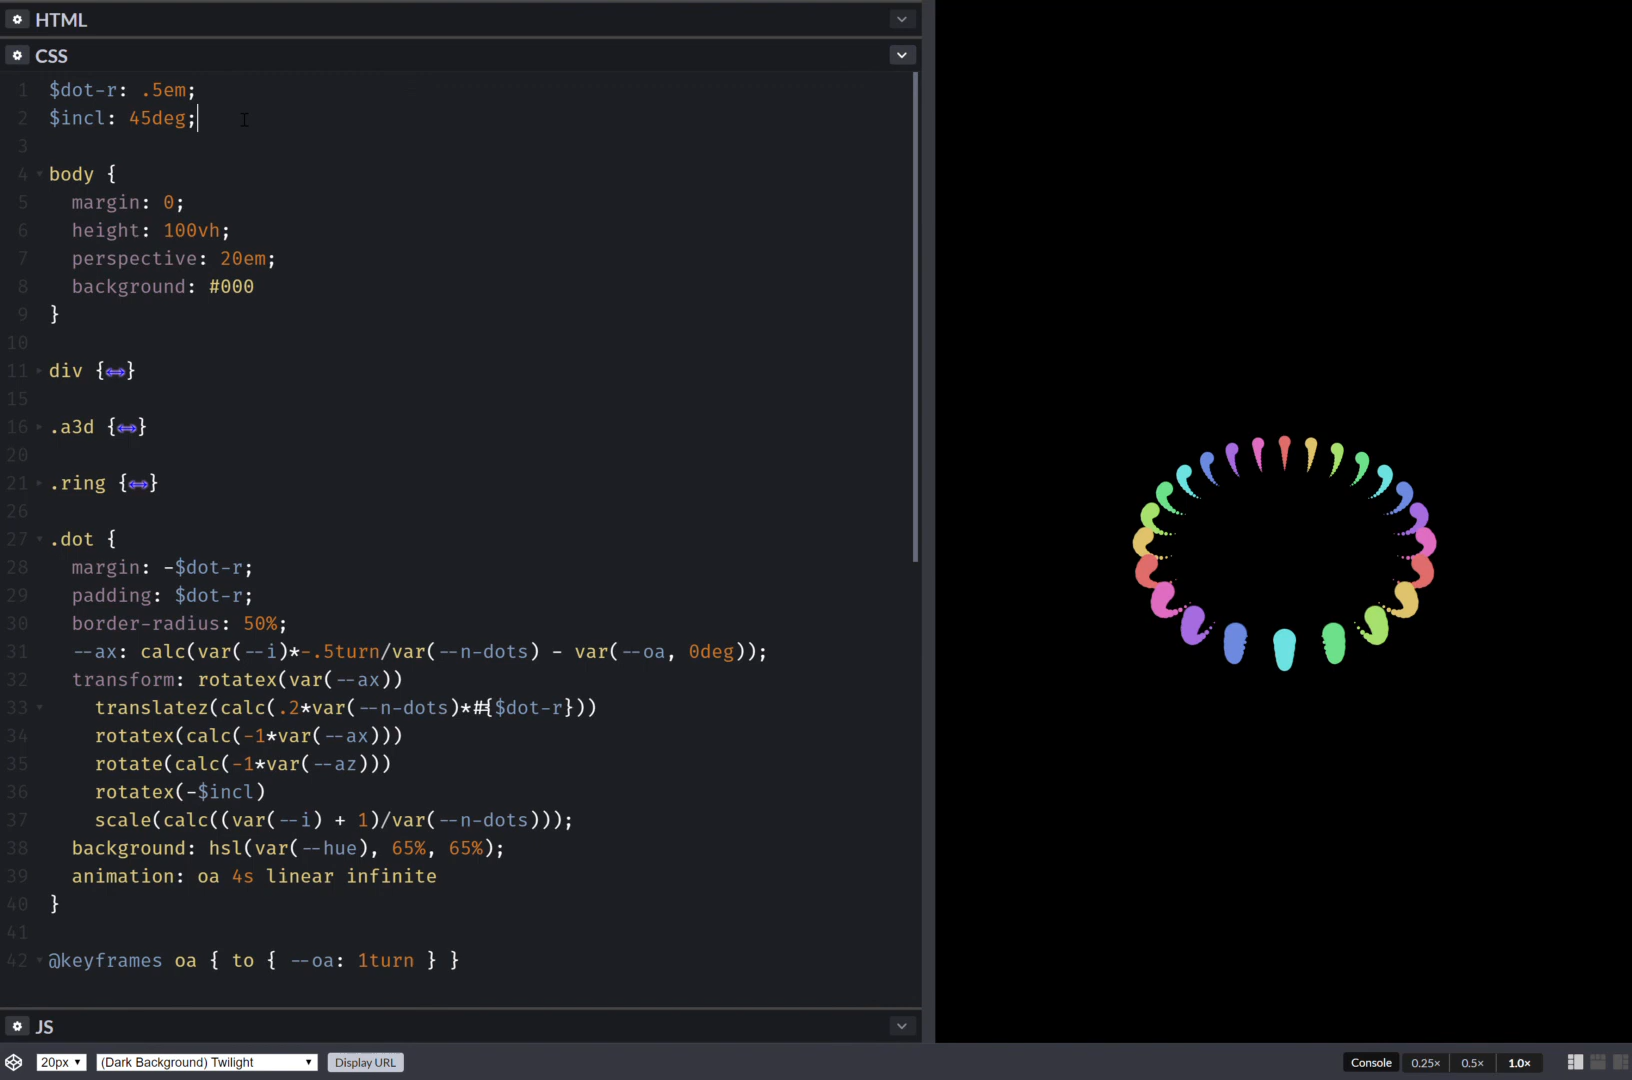 HTML
CSS
1 $dot-r: .5em;
2 $incl: 45deg;
3
4 body {
5 margin: 0;
6 height: 100vh;
7 perspective: 20em;
8 background: #000
9 }
10
11 div {↔}
15
16 .a3d {↔}
20
21 .ring {↔}
26
27 .dot {
28 margin: -$dot-r;
29 padding: $dot-r;
30 border-radius: 50%;
31 --ax: calc(var(--i)*-.5turn/var(--n-dots) - var(--oa, 0deg));
32 transform: rotatex(var(--ax))
33 translatez(calc(.2*var(--n-dots)*#{$dot-r}))
34 rotatex(calc(-1*var(--ax)))
35 rotate(calc(-1*var(--az)))
36 rotatex(-$incl)
37 scale(calc((var(--i) + 1)/var(--n-dots)));
38 background: hsl(var(--hue), 65%, 65%);
39 animation: oa 4s linear infinite
40 }
41
42 @keyframes oa { to { --oa: 1turn } }
JS
20px (Dark Background) Twilight Display URL Console 0.25× 0.5× 1.0×